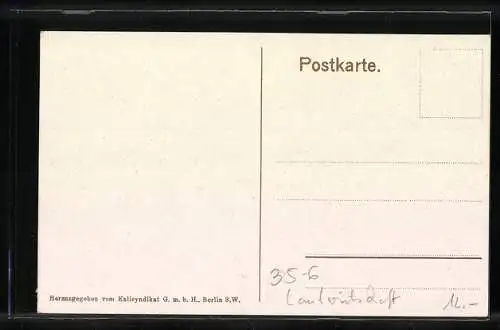 Postkarte.
35-6
Landwirtschaft
Herausgegeben vom Kalisyndikat G. m. b. H., Berlin S.W.
14.-